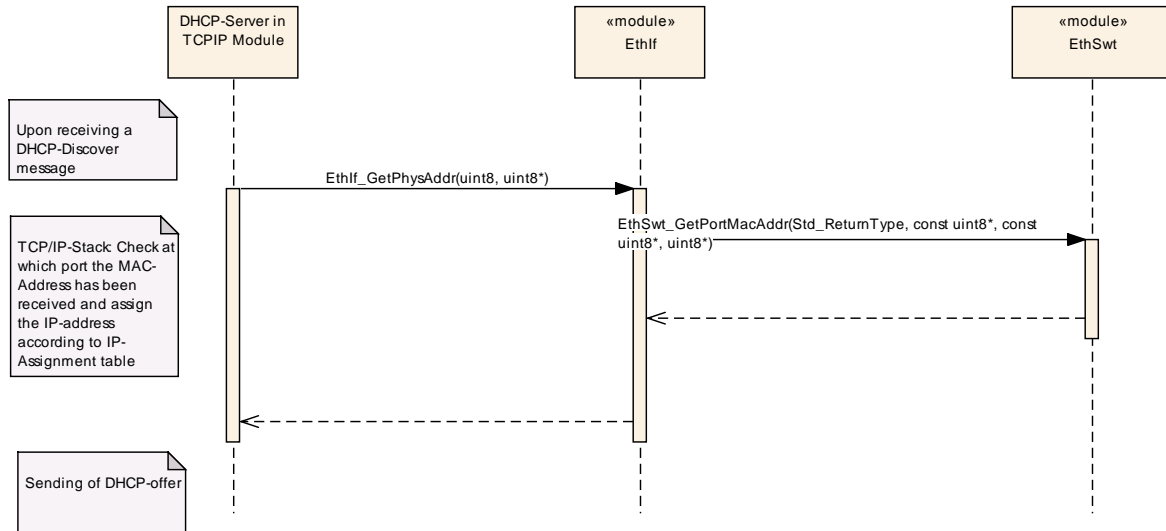 DHCP-Server in
TCPIP Module
«module»
EthIf
«module»
EthSwt
Upon receiving a
DHCP-Discover
message
EthIf_GetPhysAddr(uint8, uint8*)
EthSwt_GetPortMacAddr(Std_ReturnType, const uint8*, const
uint8*, uint8*)
TCP/IP-Stack: Check at
which port the MAC-
Address has been
received and assign
the IP-address
according to IP-
Assignment table
Sending of DHCP-offer